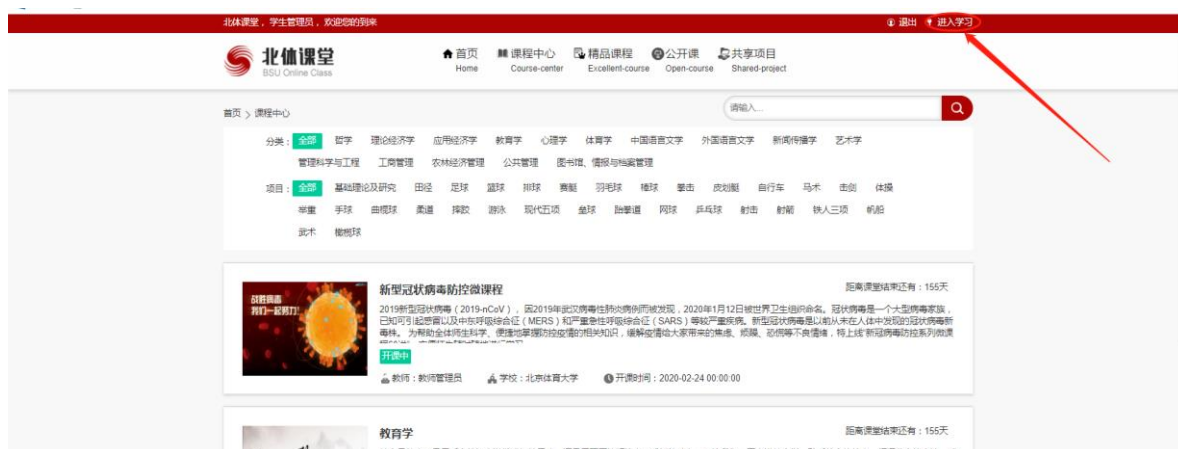 北体课堂，学生管理员，欢迎您的到来
退出 进入学习
北体课堂
BSU Online Class
首页 课程中心 精品课程 公开课 共享项目
Home Course-center Excellent-course Open-course Shared-project
首页 > 课程中心
请输入...
分类： 全部 哲学 理论经济学 应用经济学 教育学 心理学 体育学 中国语言文学 外国语言文学 新闻传播学 艺术学
管理科学与工程 工商管理 农林经济管理 公共管理 图书馆、情报与档案管理
项目： 全部 基础理论及研究 田径 足球 篮球 排球 赛艇 羽毛球 棒球 拳击 皮划艇 自行车 马术 击剑 体操
举重 手球 曲棍球 柔道 摔跤 游泳 现代五项 垒球 跆拳道 网球 乒乓球 射击 射箭 铁人三项 帆船
武术 橄榄球
战胜病毒
我们一起努力！
新型冠状病毒防控微课程
距离课堂结束还有：155天
2019新型冠状病毒（2019-nCoV），因2019年武汉病毒性肺炎病例而被发现，2020年1月12日被世界卫生组织命名。冠状病毒是一个大型病毒家族，
已知可引起感冒以及中东呼吸综合征（MERS）和严重急性呼吸综合征（SARS）等较严重疾病。新型冠状病毒是以前从未在人体中发现的冠状病毒新
毒株。 为帮助全体师生科学、便捷地掌握防控疫情的相关知识，缓解疫情给大家带来的焦虑、烦躁、恐慌等不良情绪，特上线"新冠病毒防控系列微课
开课中
教师：教师管理员 学校：北京体育大学 开课时间：2020-02-24 00:00:00
教育学
距离课堂结束还有：155天